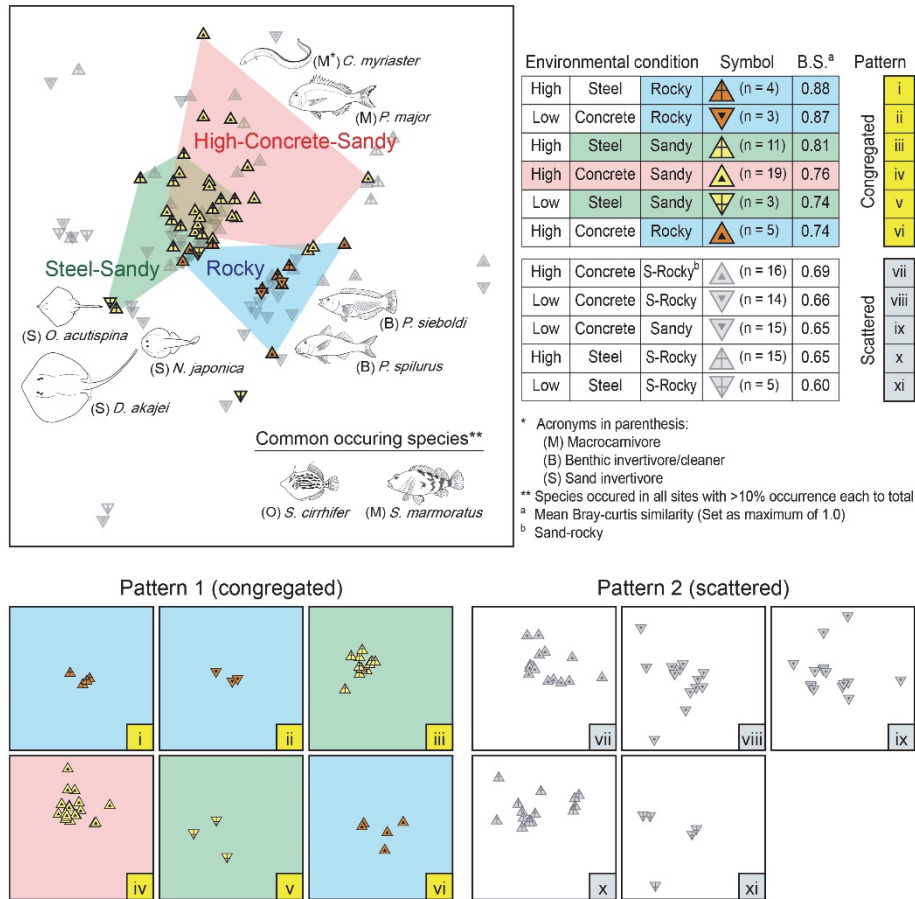 (M*) C. myriaster
(M) P. major
High-Concrete-Sandy
Steel-Sandy
Rocky
(S) O. acutispina
(S) N. japonica
(S) D. akajei
(B) P. sieboldi
(B) P. spilurus
Common occuring species**
(O) S. cirrhifer
(M) S. marmoratus
Environmental condition Symbol B.S.a Pattern
High Steel Rocky (n = 4) 0.88 i
Low Concrete Rocky (n = 3) 0.87 ii
High Steel Sandy (n = 11) 0.81 iii
High Concrete Sandy (n = 19) 0.76 iv
Low Steel Sandy (n = 3) 0.74 v
High Concrete Rocky (n = 5) 0.74 vi
Congregated
High Concrete S-Rockyb (n = 16) 0.69 vii
Low Concrete S-Rocky (n = 14) 0.66 viii
Low Concrete Sandy (n = 15) 0.65 ix
High Steel S-Rocky (n = 15) 0.65 x
Low Steel S-Rocky (n = 5) 0.60 xi
Scattered
* Acronyms in parenthesis:
(M) Macrocarnivore
(B) Benthic invertivore/cleaner
(S) Sand invertivore
** Species occured in all sites with >10% occurrence each to total
a Mean Bray-curtis similarity (Set as maximum of 1.0)
b Sand-rocky
Pattern 1 (congregated)
i
ii
iii
iv
v
vi
Pattern 2 (scattered)
vii
viii
ix
x
xi